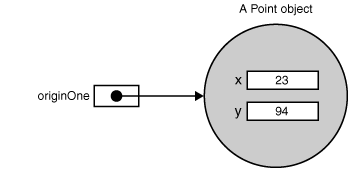 A Point object
originOne
x 23
y 94